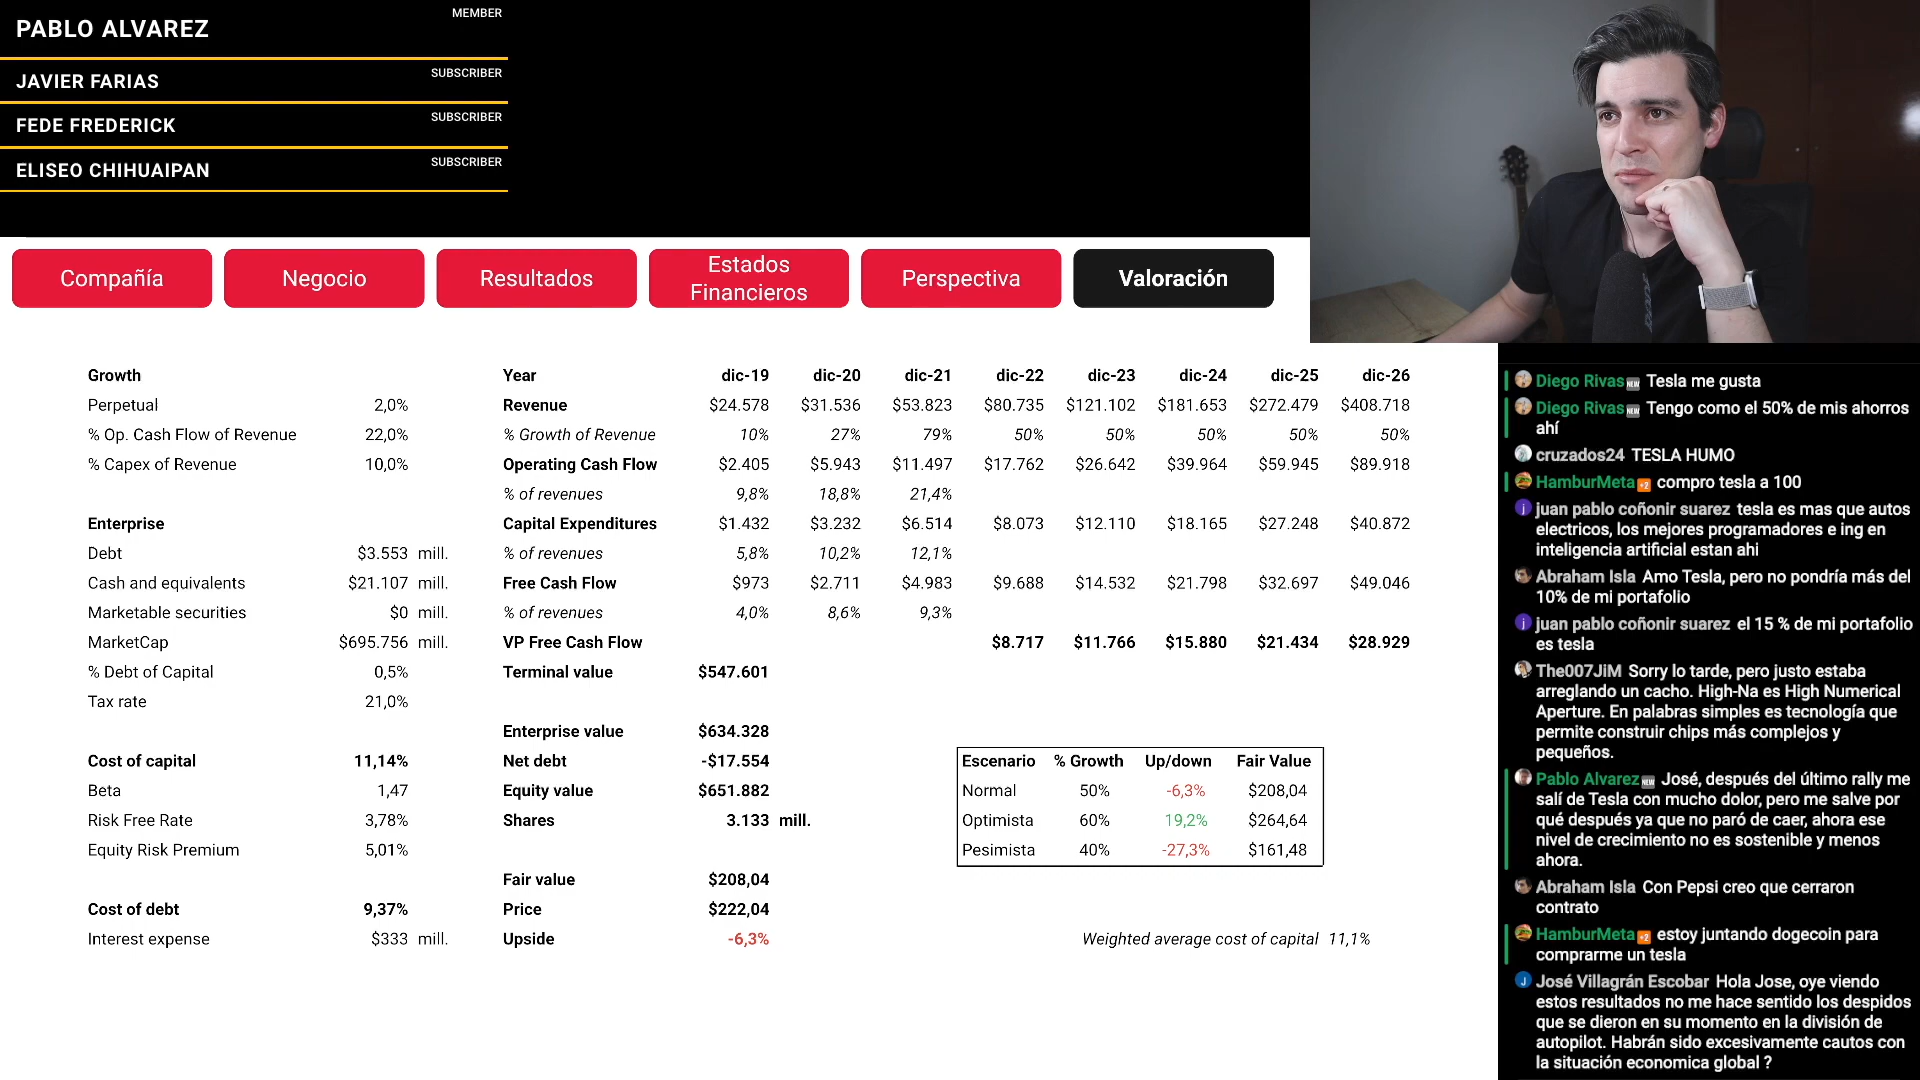 PABLO ALVAREZ MEMBER
JAVIER FARIAS SUBSCRIBER
FEDE FREDERICK SUBSCRIBER
ELISEO CHIHUAIPAN SUBSCRIBER
Compañía Negocio Resultados Estados Financieros Perspectiva Valoración
Growth
Perpetual 2,0%
% Op. Cash Flow of Revenue 22,0%
% Capex of Revenue 10,0%
Enterprise
Debt $3.553 mill.
Cash and equivalents $21.107 mill.
Marketable securities $0 mill.
MarketCap $695.756 mill.
% Debt of Capital 0,5%
Tax rate 21,0%
Cost of capital 11,14%
Beta 1,47
Risk Free Rate 3,78%
Equity Risk Premium 5,01%
Cost of debt 9,37%
Interest expense $333 mill.
Year dic-19 dic-20 dic-21 dic-22 dic-23 dic-24 dic-25 dic-26
Revenue $24.578 $31.536 $53.823 $80.735 $121.102 $181.653 $272.479 $408.718
% Growth of Revenue 10% 27% 79% 50% 50% 50% 50% 50%
Operating Cash Flow $2.405 $5.943 $11.497 $17.762 $26.642 $39.964 $59.945 $89.918
% of revenues 9,8% 18,8% 21,4%
Capital Expenditures $1.432 $3.232 $6.514 $8.073 $12.110 $18.165 $27.248 $40.872
% of revenues 5,8% 10,2% 12,1%
Free Cash Flow $973 $2.711 $4.983 $9.688 $14.532 $21.798 $32.697 $49.046
% of revenues 4,0% 8,6% 9,3%
VP Free Cash Flow $8.717 $11.766 $15.880 $21.434 $28.929
Terminal value $547.601
Enterprise value $634.328
Net debt -$17.554
Equity value $651.882
Shares 3.133 mill.
Fair value $208,04
Price $222,04
Upside -6,3%
Escenario % Growth Up/down Fair Value
Normal 50% -6,3% $208,04
Optimista 60% 19,2% $264,64
Pesimista 40% -27,3% $161,48
Weighted average cost of capital 11,1%
Diego Rivas NEW Tesla me gusta
Diego Rivas NEW Tengo como el 50% de mis ahorros
ahí
cruzados24 TESLA HUMO
HamburMeta +2 compro tesla a 100
juan pablo coñonir suarez tesla es mas que autos
electricos, los mejores programadores e ing en
inteligencia artificial estan ahi
Abraham Isla Amo Tesla, pero no pondría más del
10% de mi portafolio
juan pablo coñonir suarez el 15 % de mi portafolio
es tesla
The007JiM Sorry lo tarde, pero justo estaba
arreglando un cacho. High-Na es High Numerical
Aperture. En palabras simples es tecnología que
permite construir chips más complejos y
pequeños.
Pablo Alvarez NEW José, después del último rally me
salí de Tesla con mucho dolor, pero me salve por
qué después ya que no paró de caer, ahora ese
nivel de crecimiento no es sostenible y menos
ahora.
Abraham Isla Con Pepsi creo que cerraron
contrato
HamburMeta +2 estoy juntando dogecoin para
comprarme un tesla
José Villagrán Escobar Hola Jose, oye viendo
estos resultados no me hace sentido los despidos
que se dieron en su momento en la división de
autopilot. Habrán sido excesivamente cautos con
la situación economica global ?